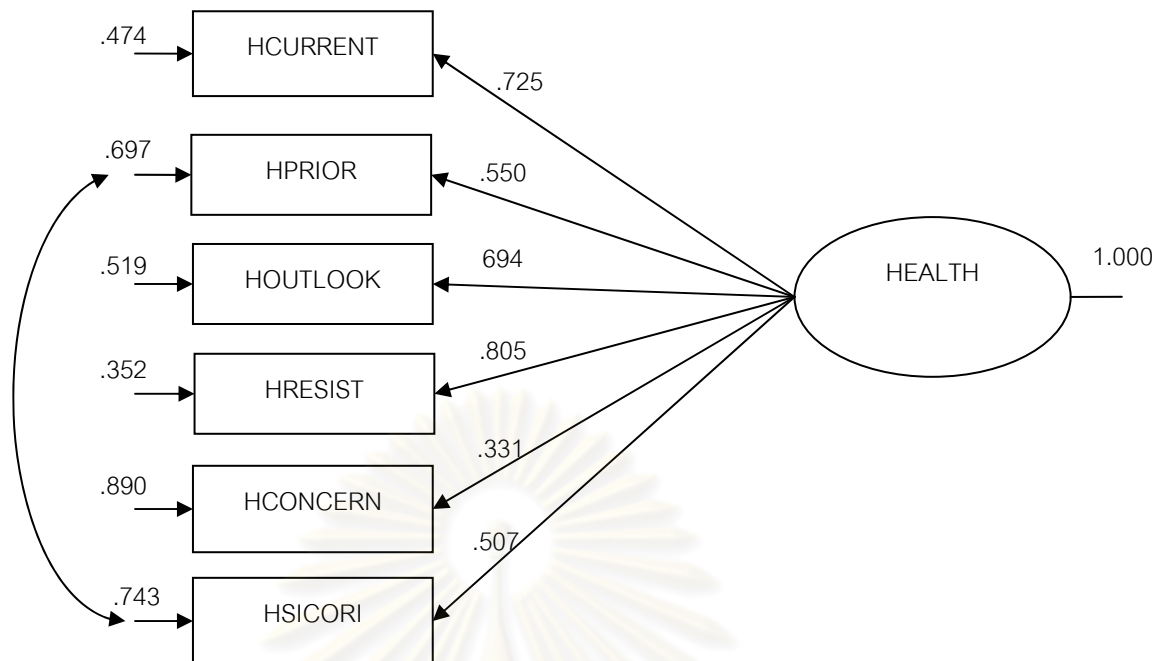 .474
HCURRENT
.725
.697
HPRIOR
.550
.519
HOUTLOOK
694
HEALTH
1.000
.352
HRESIST
.805
.890
HCONCERN
.331
.743
HSICORI
.507